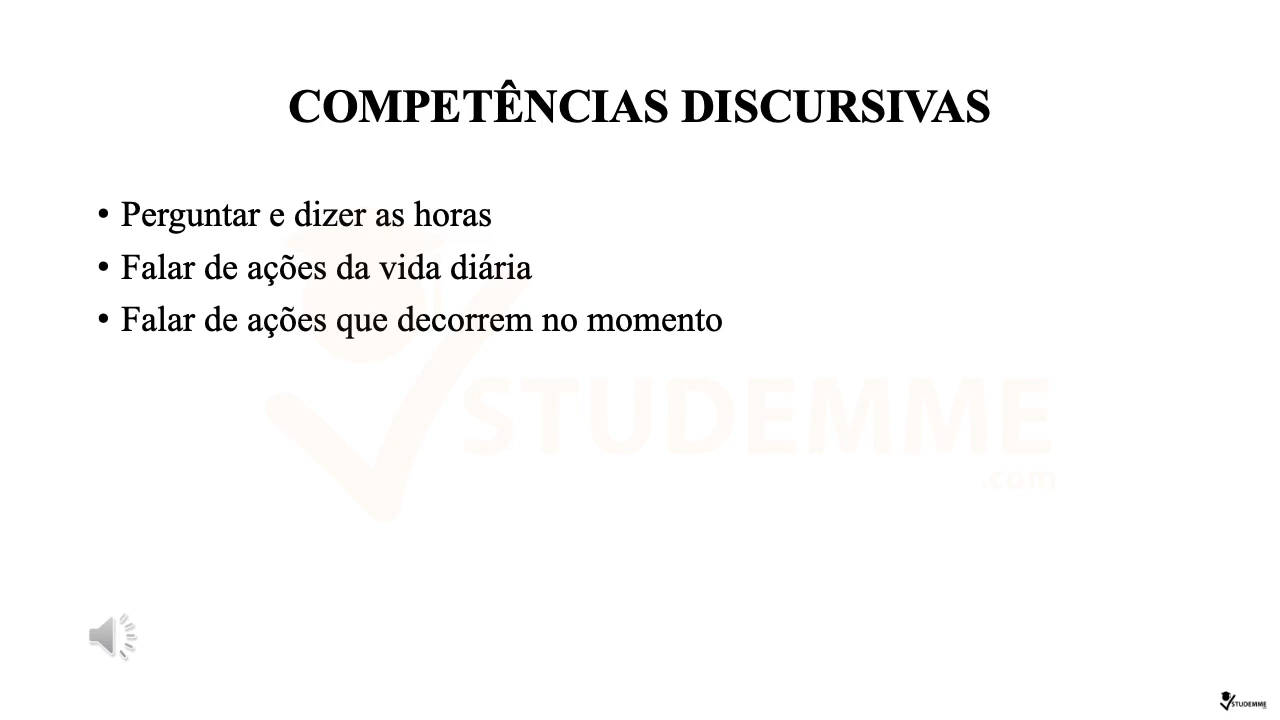 COMPETÊNCIAS DISCURSIVAS
• Perguntar e dizer as horas
• Falar de ações da vida diária
• Falar de ações que decorrem no momento
STUDEMME
.com
STUDEMME